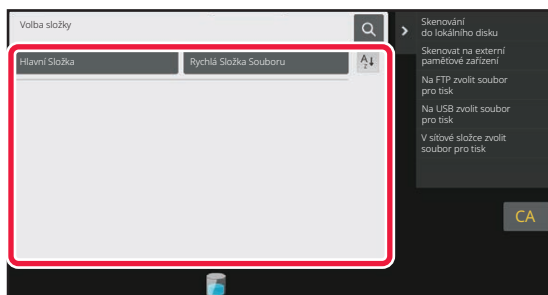 Volba složky
Hlavní Složka
Rychlá Složka Souboru
A
Z
Skenování
do lokálního disku
Skenovat na externí
paměťové zařízení
Na FTP zvolit soubor
pro tisk
Na USB zvolit soubor
pro tisk
V síťové složce zvolit
soubor pro tisk
CA